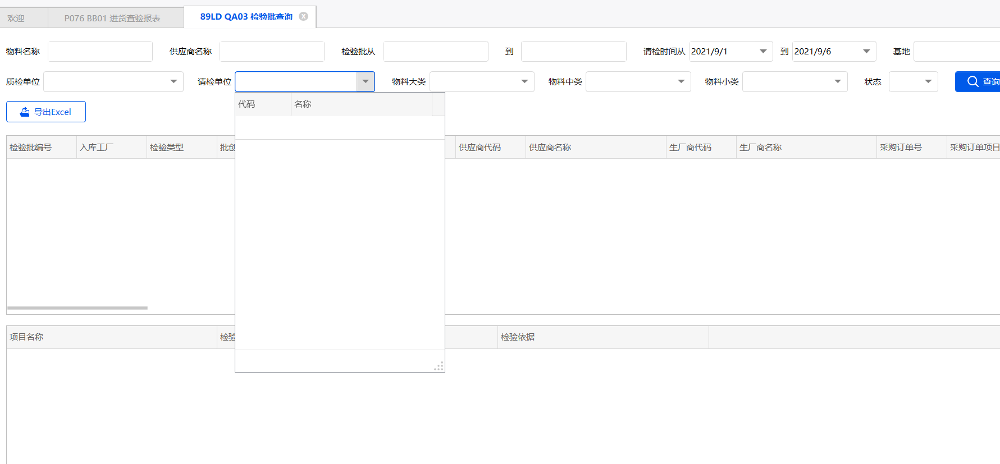 欢迎 P076 BB01 进货查验报表 89LD QA03 检验批查询
物料名称 供应商名称 检验批从 到 请检时间从 2021/9/1 到 2021/9/6 基地
质检单位 请检单位 物料大类 物料中类 物料小类 状态 查询
代码 名称
导出Excel
检验批编号 入库工厂 检验类型 批创 供应商代码 供应商名称 生厂商代码 生厂商名称 采购订单号 采购订单项目
项目名称 检验 检验依据